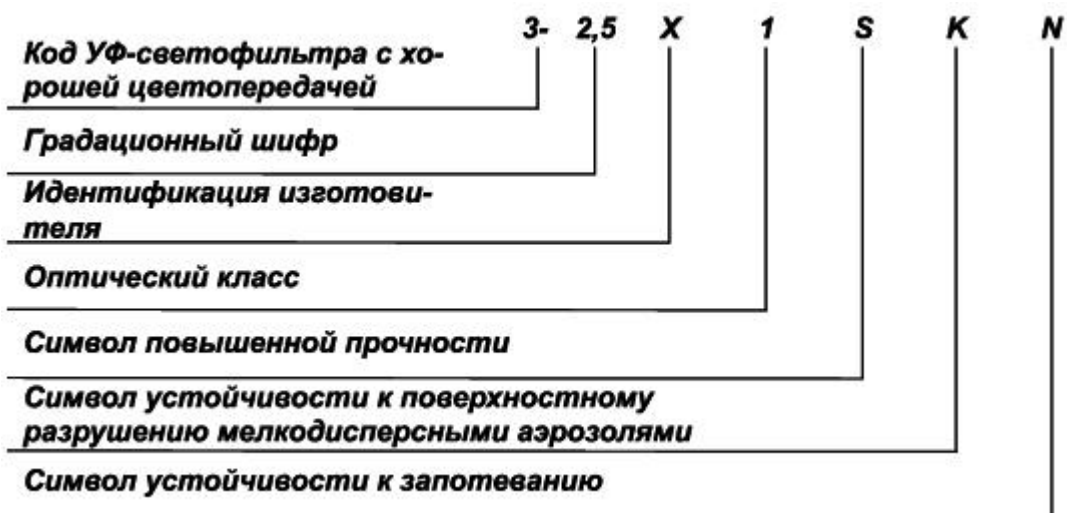 3- 2,5 X 1 S K N
Код УФ-светофильтра с хо-
рошей цветопередачей
Градационный шифр
Идентификация изготови-
теля
Оптический класс
Символ повышенной прочности
Символ устойчивости к поверхностному
разрушению мелкодисперсными аэрозолями
Символ устойчивости к запотеванию